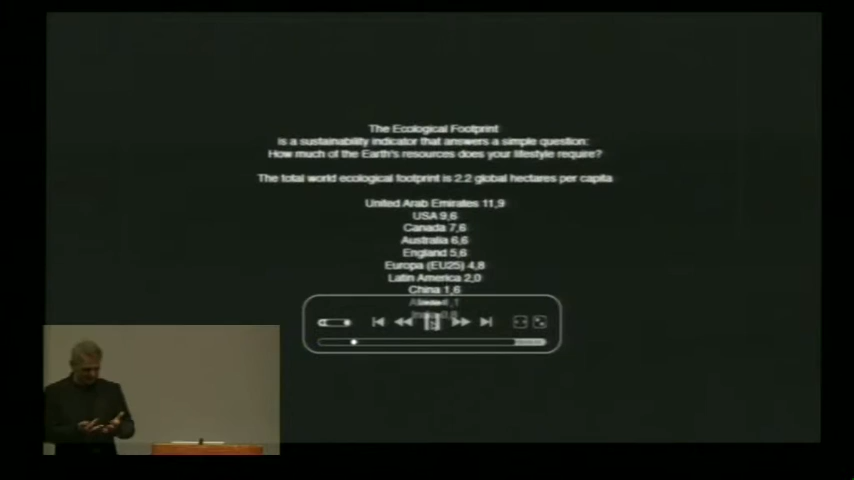 The Ecological Footprint
is a sustainability indicator that answers a simple question:
How much of the Earth's resources does your lifestyle require?
The total world ecological footprint is 2.2 global hectares per capita
United Arab Emirates 11,9
USA 9,6
Canada 7,6
Australia 6,6
England 5,6
Europa (EU25) 4,8
Latin America 2,0
China 1,6